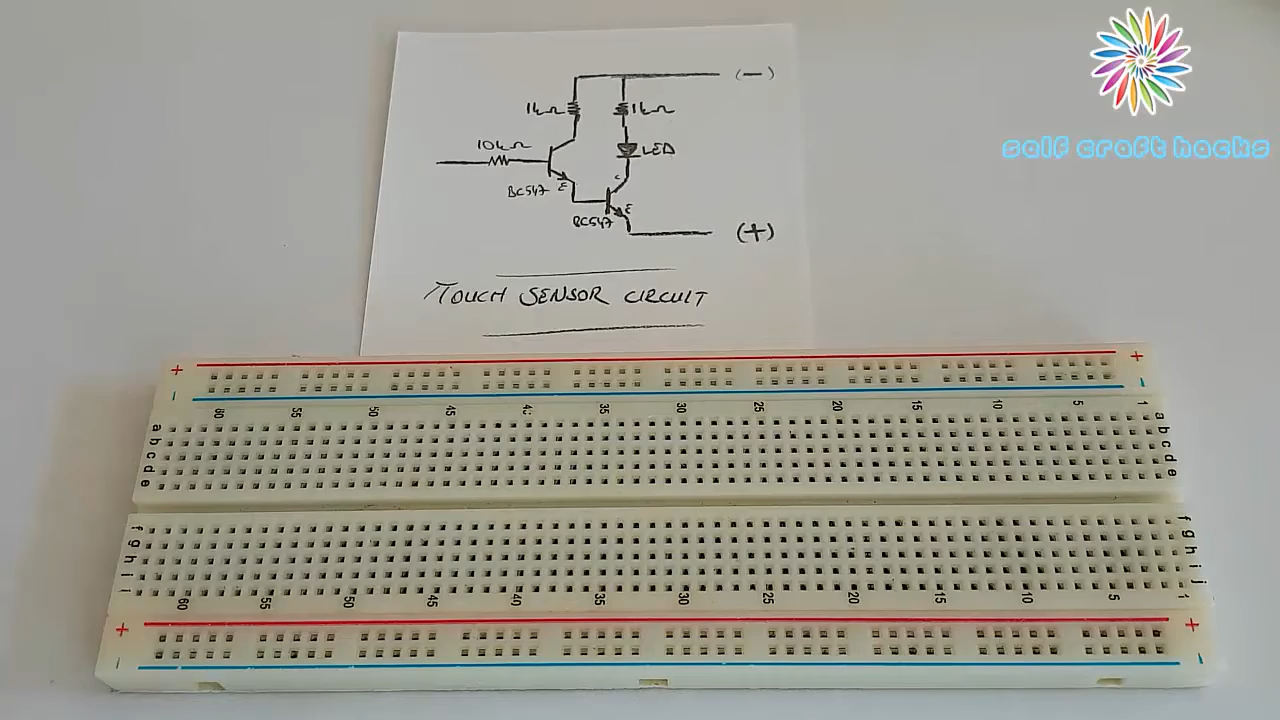 self craft hacks
(-)
1kΩ
1kΩ
10kΩ
LED
C
BC547
E
BC547
E
(+)
TOUCH SENSOR CIRCUIT
+ +
- -
60 55 50 45 40 35 30 25 20 15 10 5 1
a a
b b
c c
d d
e e
f f
g g
h h
i i
j
60 55 50 45 40 35 30 25 20 15 10 5 1
+ +
- -